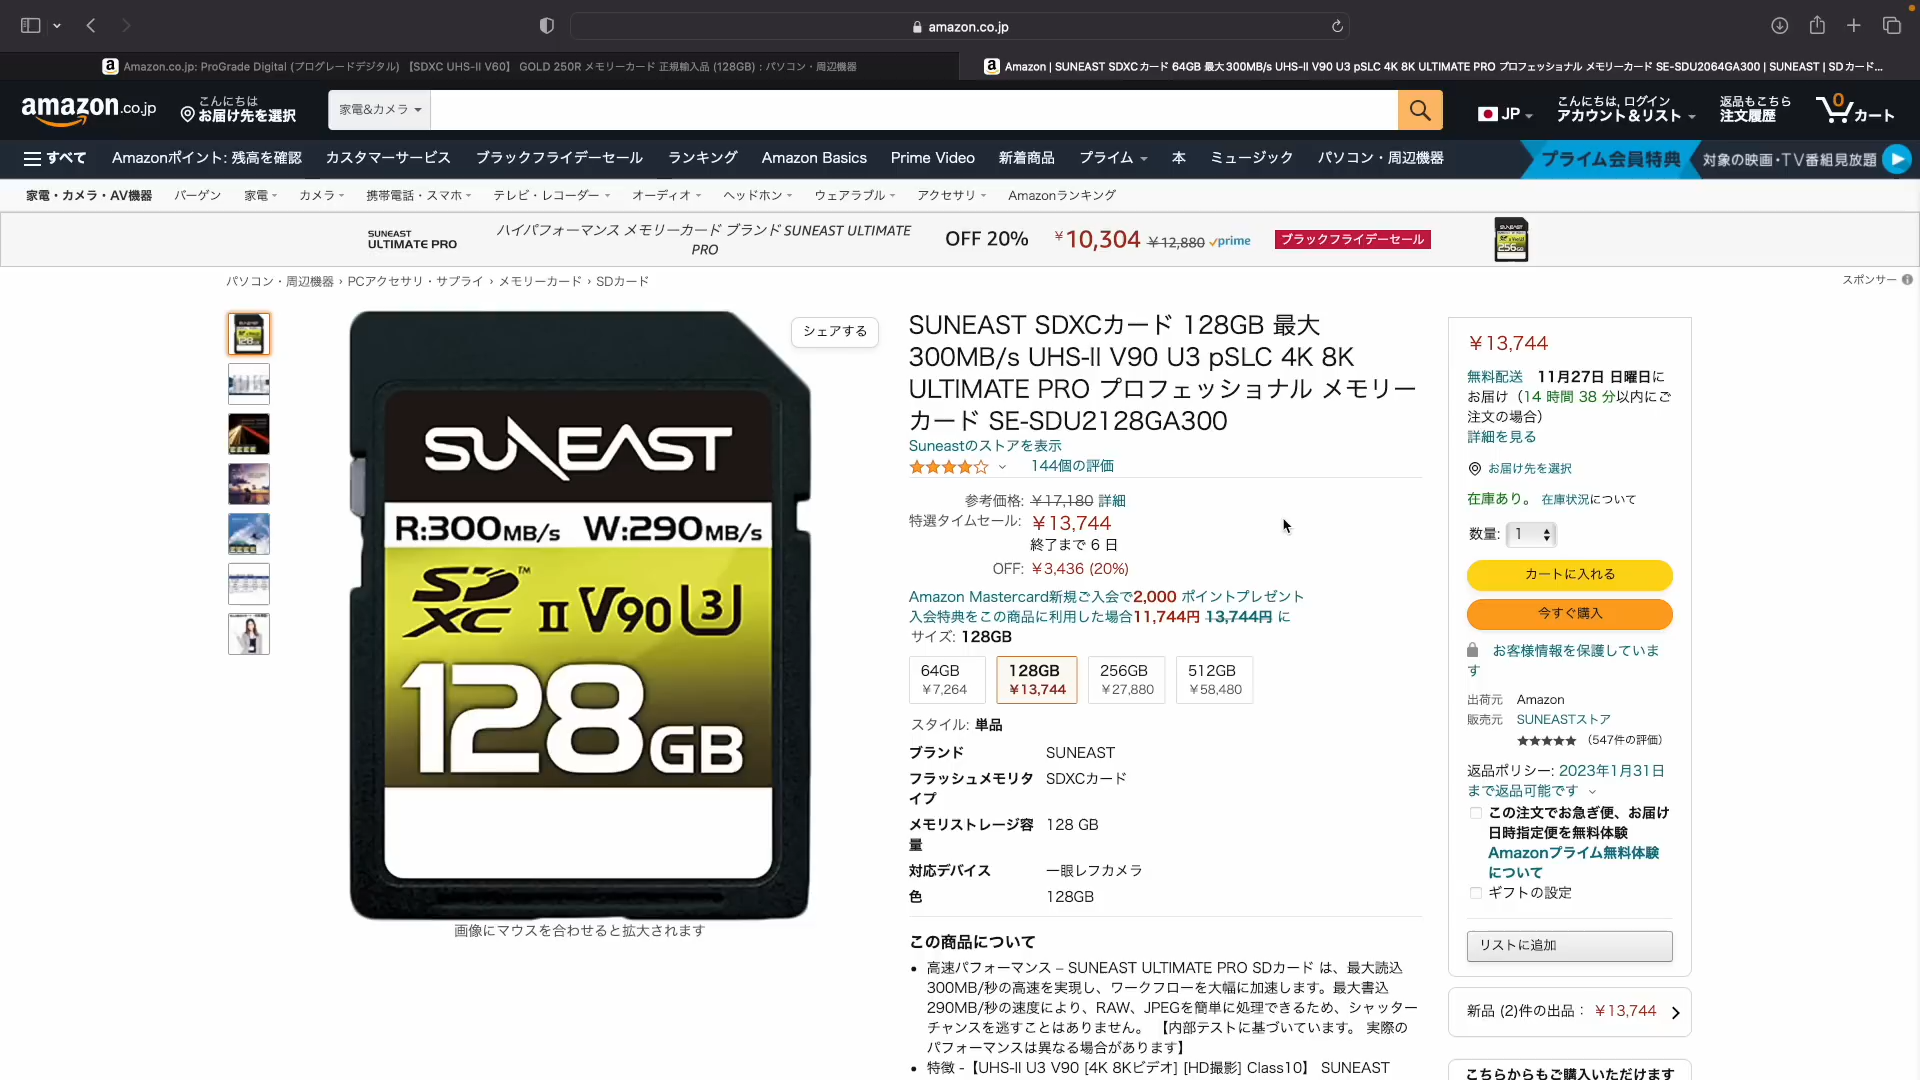 amazon.co.jp
Amazon.co.jp: ProGrade Digital (プログレードデジタル) 【SDXC UHS-II V60】 GOLD 250R メモリーカード 正規輸入品 (128GB) : パソコン・周辺機器
Amazon | SUNEAST SDXCカード 64GB 最大300MB/s UHS-II V90 U3 pSLC 4K 8K ULTIMATE PRO プロフェッショナル メモリーカード SE-SDU2064GA300 | SUNEAST | SDカード...
amazon.co.jp
こんにちは
お届け先を選択
家電&カメラ
JP
こんにちは, ログイン
アカウント&リスト
返品もこちら
注文履歴
0
カート
すべて
Amazonポイント: 残高を確認
カスタマーサービス
ブラックフライデーセール
ランキング
Amazon Basics
Prime Video
新着商品
プライム
本
ミュージック
パソコン・周辺機器
プライム会員特典
対象の映画・TV番組見放題
家電・カメラ・AV機器
バーゲン
家電
カメラ
携帯電話・スマホ
テレビ・レコーダー
オーディオ
ヘッドホン
ウェアラブル
アクセサリ
Amazonランキング
SUNEAST
ULTIMATE PRO
ハイパフォーマンス メモリーカード ブランド SUNEAST ULTIMATE
PRO
OFF 20%
￥10,304
￥12,880
prime
ブラックフライデーセール
SUNEAST
256GB
パソコン・周辺機器 › PCアクセサリ・サプライ › メモリーカード › SDカード
スポンサー
シェアする
SUNEAST
R:300MB/s W:290MB/s
SD XC ™ II V90 U3
128GB
画像にマウスを合わせると拡大されます
SUNEAST SDXCカード 128GB 最大
300MB/s UHS-II V90 U3 pSLC 4K 8K
ULTIMATE PRO プロフェッショナル メモリー
カード SE-SDU2128GA300
Suneastのストアを表示
144個の評価
参考価格: ￥17,180 詳細
特選タイムセール: ￥13,744
終了まで 6 日
OFF: ￥3,436 (20%)
Amazon Mastercard新規ご入会で2,000 ポイントプレゼント
入会特典をこの商品に利用した場合11,744円 13,744円 に
サイズ: 128GB
64GB
￥7,264
128GB
￥13,744
256GB
￥27,880
512GB
￥58,480
スタイル: 単品
ブランド SUNEAST
フラッシュメモリタ SDXCカード
イプ
メモリストレージ容 128 GB
量
対応デバイス 一眼レフカメラ
色 128GB
この商品について
• 高速パフォーマンス – SUNEAST ULTIMATE PRO SDカード は、最大読込
300MB/秒の高速を実現し、ワークフローを大幅に加速します。最大書込
290MB/秒の速度により、RAW、JPEGを簡単に処理できるため、シャッター
チャンスを逃すことはありません。 【内部テストに基づいています。 実際の
パフォーマンスは異なる場合があります】
• 特徴 -【UHS-II U3 V90 [4K 8Kビデオ] [HD撮影] Class10】 SUNEAST
￥13,744
無料配送 11月27日 日曜日に
お届け（14 時間 38 分以内にご
注文の場合）
詳細を見る
お届け先を選択
在庫あり。 在庫状況について
数量: 1
カートに入れる
今すぐ購入
お客様情報を保護していま
す
出荷元 Amazon
販売元 SUNEASTストア
（547件の評価）
返品ポリシー: 2023年1月31日
まで返品可能です
この注文でお急ぎ便、お届け
日時指定便を無料体験
Amazonプライム無料体験
について
ギフトの設定
リストに追加
新品 (2)件の出品： ￥13,744
こちらからもご購入いただけます